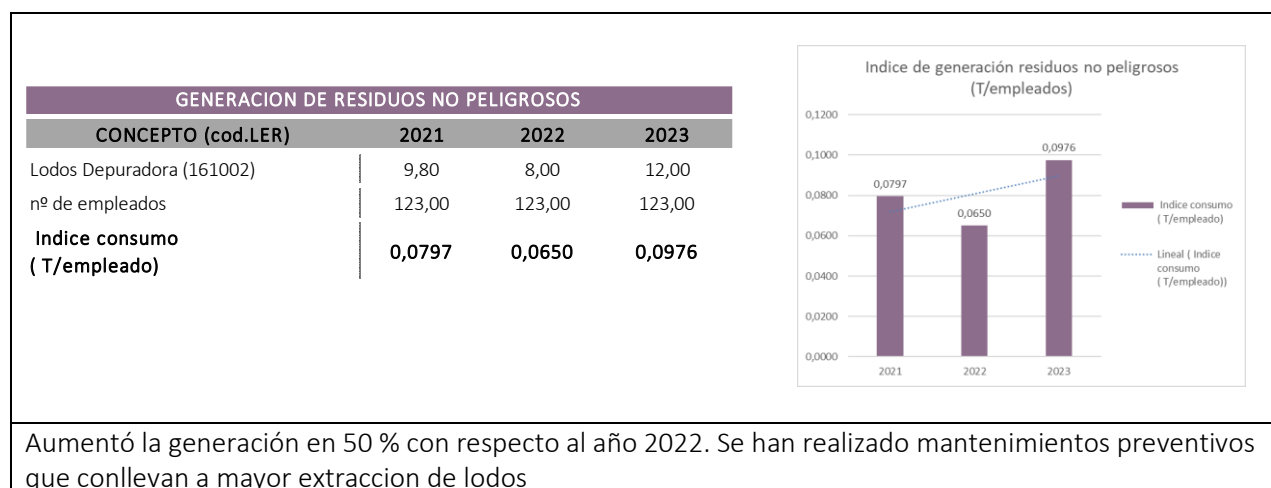 GENERACION DE RESIDUOS NO PELIGROSOS
CONCEPTO (cod.LER) 2021 2022 2023
Lodos Depuradora (161002) 9,80 8,00 12,00
nº de empleados 123,00 123,00 123,00
Indice consumo
( T/empleado) 0,0797 0,0650 0,0976
Indice de generación residuos no peligrosos
(T/empleados)
0,1200
0,1000
0,0800
0,0600
0,0400
0,0200
0,0000
0,0797
0,0650
0,0976
2021 2022 2023
Indice consumo
( T/empleado)
Lineal ( Indice
consumo
( T/empleado))
Aumentó la generación en 50 % con respecto al año 2022. Se han realizado mantenimientos preventivos
que conllevan a mayor extraccion de lodos